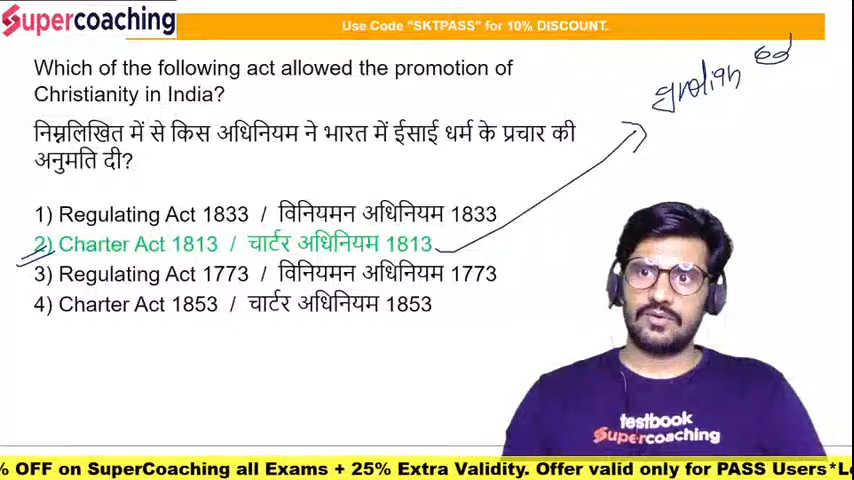 Supercoaching
Use Code "SKTPASS" for 10% DISCOUNT.
Which of the following act allowed the promotion of
Christianity in India?
निम्नलिखित में से किस अधिनियम ने भारत में ईसाई धर्म के प्रचार की
अनुमति दी?
1) Regulating Act 1833 / विनियमन अधिनियम 1833
2) Charter Act 1813 / चार्टर अधिनियम 1813
3) Regulating Act 1773 / विनियमन अधिनियम 1773
4) Charter Act 1853 / चार्टर अधिनियम 1853
testbook
Supercoaching
% OFF on SuperCoaching all Exams + 25% Extra Validity. Offer valid only for PASS Users*